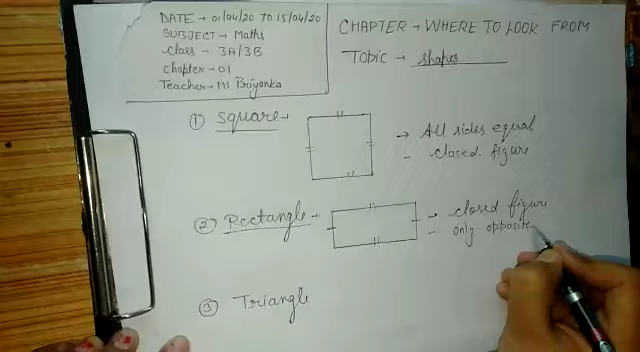 DATE → 01/04/20 to 15/04/20
SUBJECT → Maths
Class → 3A/3B
Chapter → 01
Teacher → Ms Priyanka
CHAPTER → WHERE TO LOOK FROM
Topic → shapes
① Square →
→ All sides equal
- closed figure
② Rectangle -
→ closed figure
- only opposite
③ Triangle